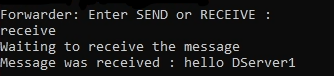 Forwarder: Enter SEND or RECEIVE :
receive
Waiting to receive the message
Message was received : hello DServer1